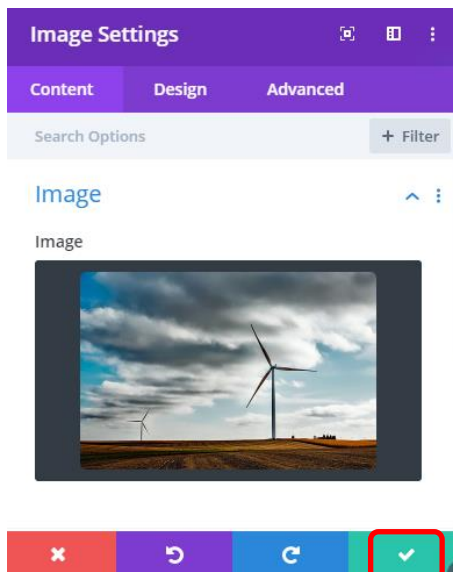 Image Settings
Content Design Advanced
Search Options + Filter
Image
Image